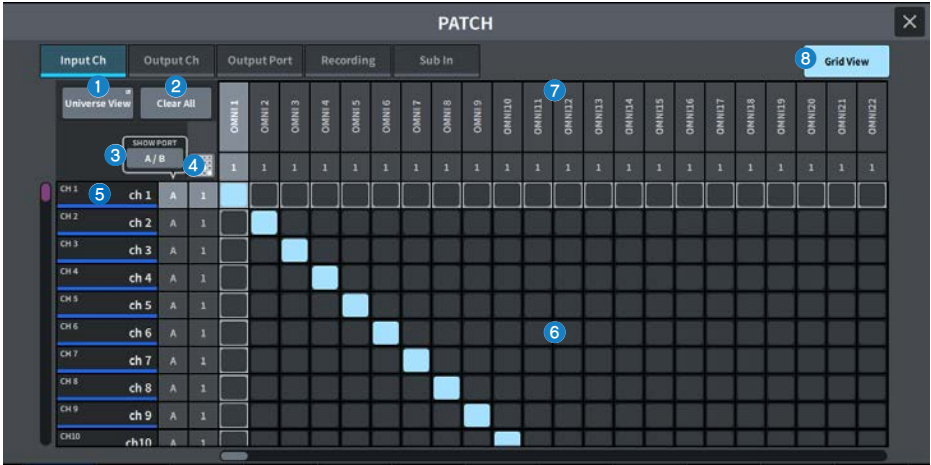 PATCH
Input Ch Output Ch Output Port Recording Sub In 8 Grid View
1 2 7
Universe View Clear All
OMNI 1 OMNI 2 OMNI 3 OMNI 4 OMNI 5 OMNI 6 OMNI 7 OMNI 8 OMNI 9 OMNI10 OMNI11 OMNI12 OMNI13 OMNI14 OMNI15 OMNI16 OMNI17 OMNI18 OMNI19 OMNI20 OMNI21 OMNI22
SHOW PORT
3 A / B 4 1 1 1 1 1 1 1 1 1 1 1 1 1 1 1 1 1 1 1 1 1 1
CH 1 5 ch 1 A 1
CH 2 ch 2 A 1
CH 3 ch 3 A 1
CH 4 ch 4 A 1
CH 5 ch 5 A 1
CH 6 ch 6 A 1 6
CH 7 ch 7 A 1
CH 8 ch 8 A 1
CH 9 ch 9 A 1
CH10 ch10 A 1